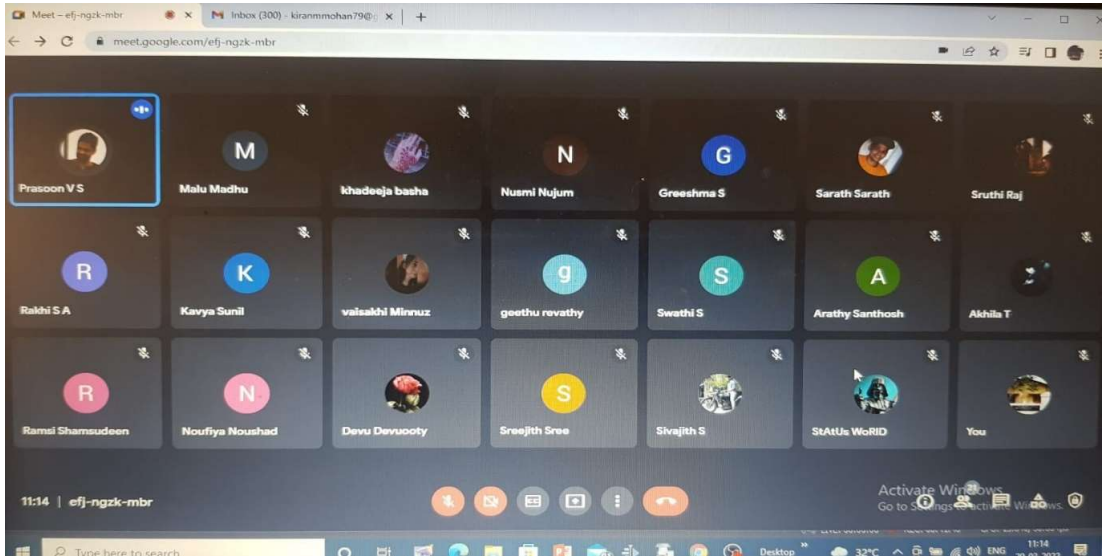 Meet – efj-ngzk-mbr
Inbox (300) - kiranmmohan79@
meet.google.com/efj-ngzk-mbr
Prasoon V S
M
Malu Madhu
khadeeja basha
N
Nusmi Nujum
G
Greeshma S
Sarath Sarath
Sruthi Raj
R
Rakhi S A
K
Kavya Sunil
vaisakhi Minnuz
g
geethu revathy
S
Swathi S
A
Arathy Santhosh
Akhila T
R
Ramsi Shamsudeen
N
Noufiya Noushad
Devu Devuooty
S
Sreejith Sree
Sivajith S
StAtUs WoRlD
You
11:14 | efj-ngzk-mbr
21
Activate Windows
Go to Settings to activate Windows.
Type here to search
Desktop
32°C
ENG
11:14